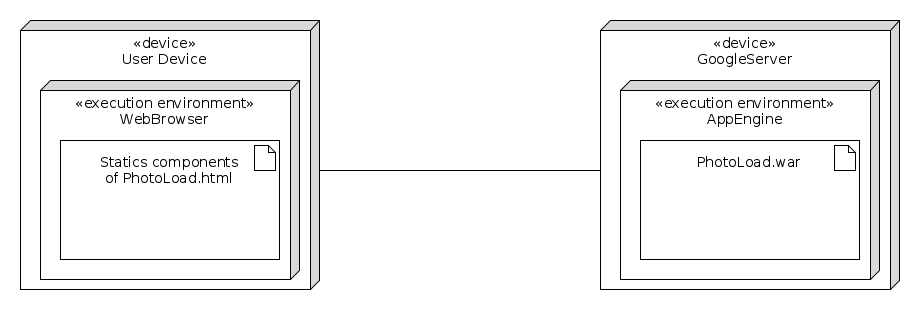 «device»
User Device
«execution environment»
WebBrowser
Statics components
of PhotoLoad.html
«device»
GoogleServer
«execution environment»
AppEngine
PhotoLoad.war